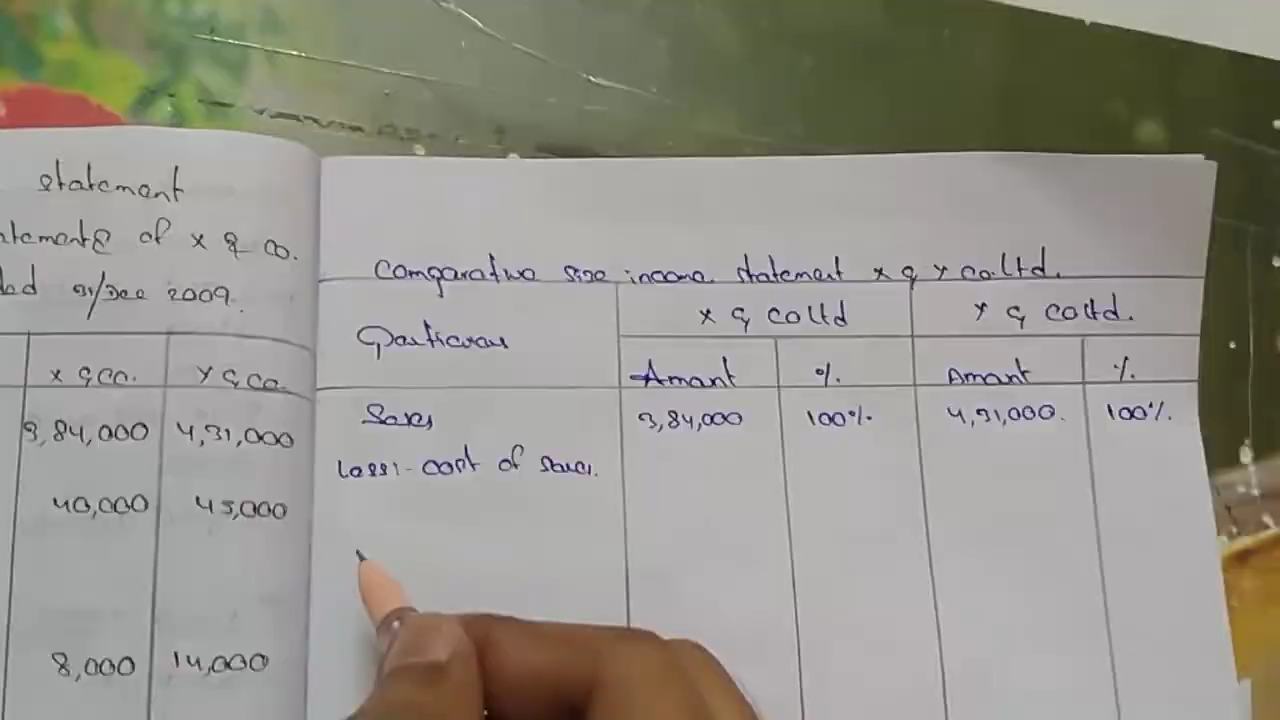 statement
of X & Co.
31/Dec 2009.
X & Co. Y & Co.
3,84,000 4,31,000
40,000 45,000
8,000 14,000
Comparative size income statement X & Y Co. Ltd.
Particulars X & Co Ltd Y & Co Ltd.
Amant % Amant %
Sales 3,84,000 100% 4,31,000. 100%.
Less:- cost of sales.